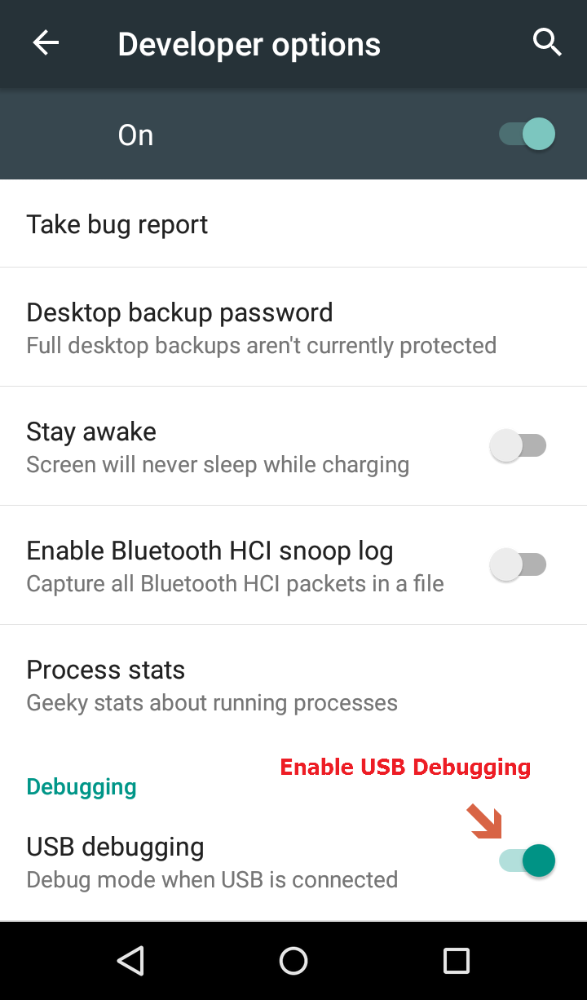 Developer options
On
Take bug report
Desktop backup password
Full desktop backups aren't currently protected
Stay awake
Screen will never sleep while charging
Enable Bluetooth HCI snoop log
Capture all Bluetooth HCI packets in a file
Process stats
Geeky stats about running processes
Enable USB Debugging
Debugging
USB debugging
Debug mode when USB is connected